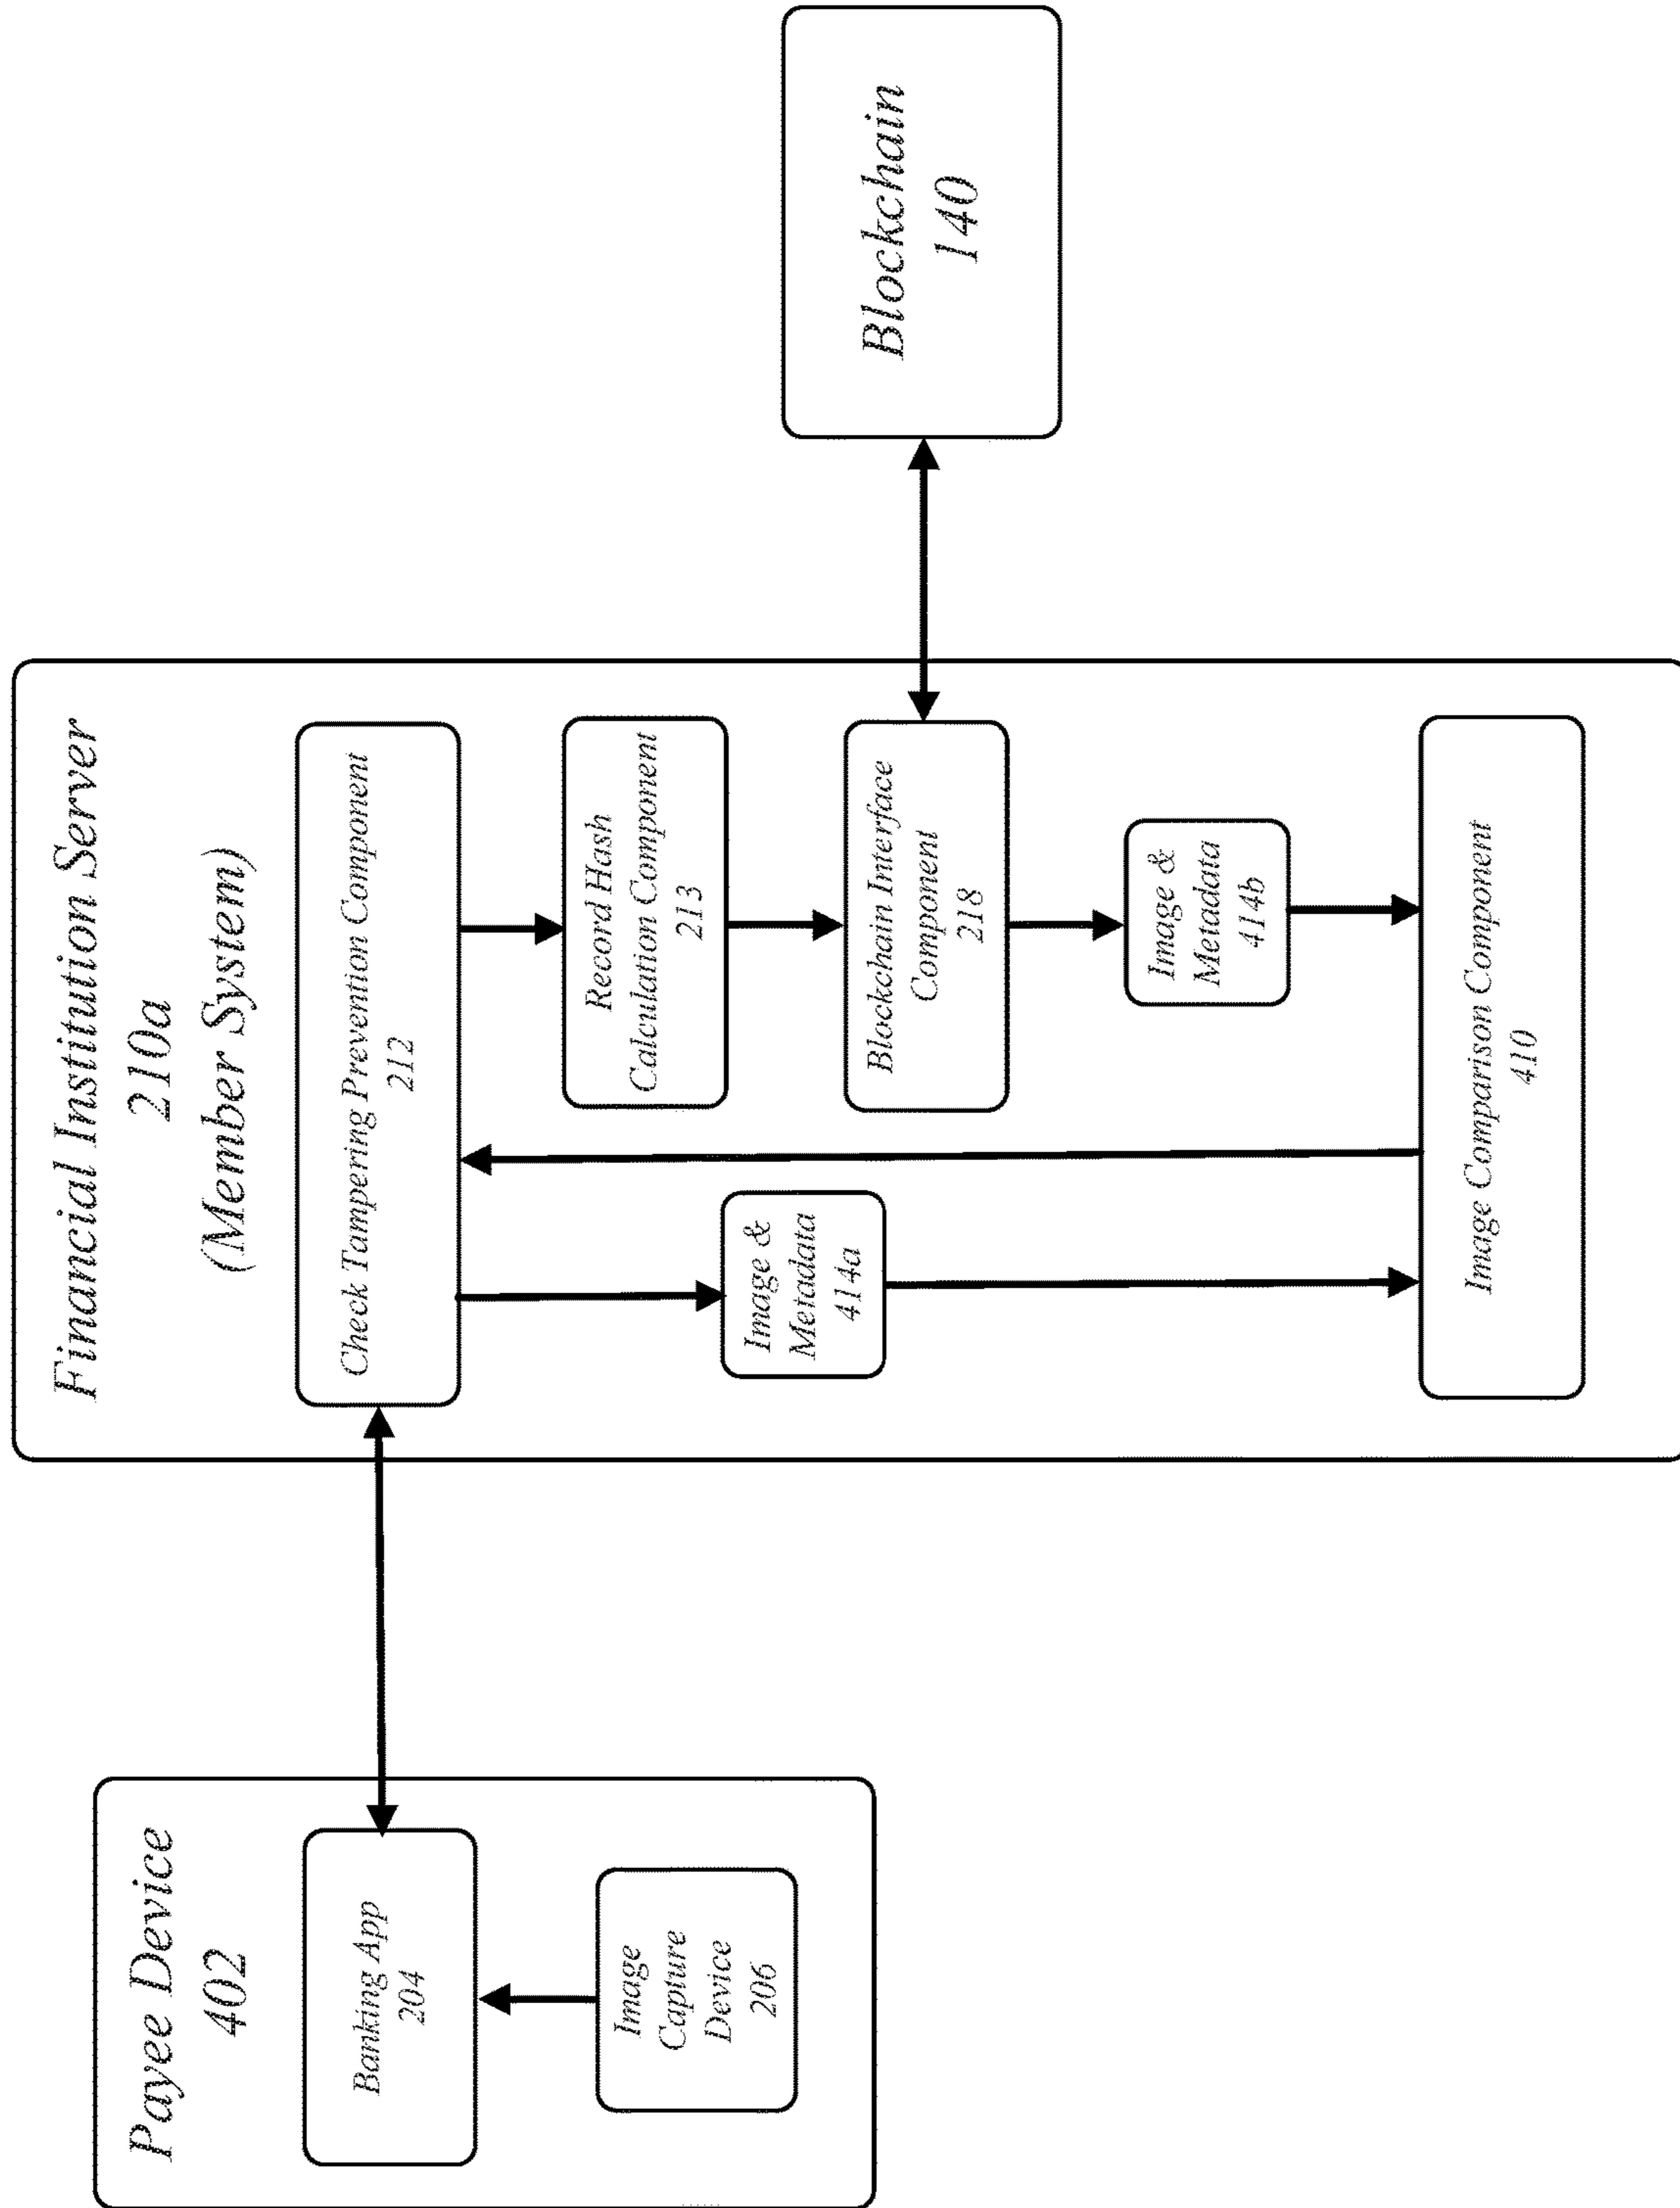 Payee Device
402
Banking App
204
Image
Capture
Device
206
Financial Institution Server
210a
(Member System)
Check Tampering Prevention Component
212
Image &
Metadata
414a
Record Hash
Calculation Component
213
Blockchain Interface
Component
218
Image &
Metadata
414b
Image Comparison Component
410
Blockchain
140